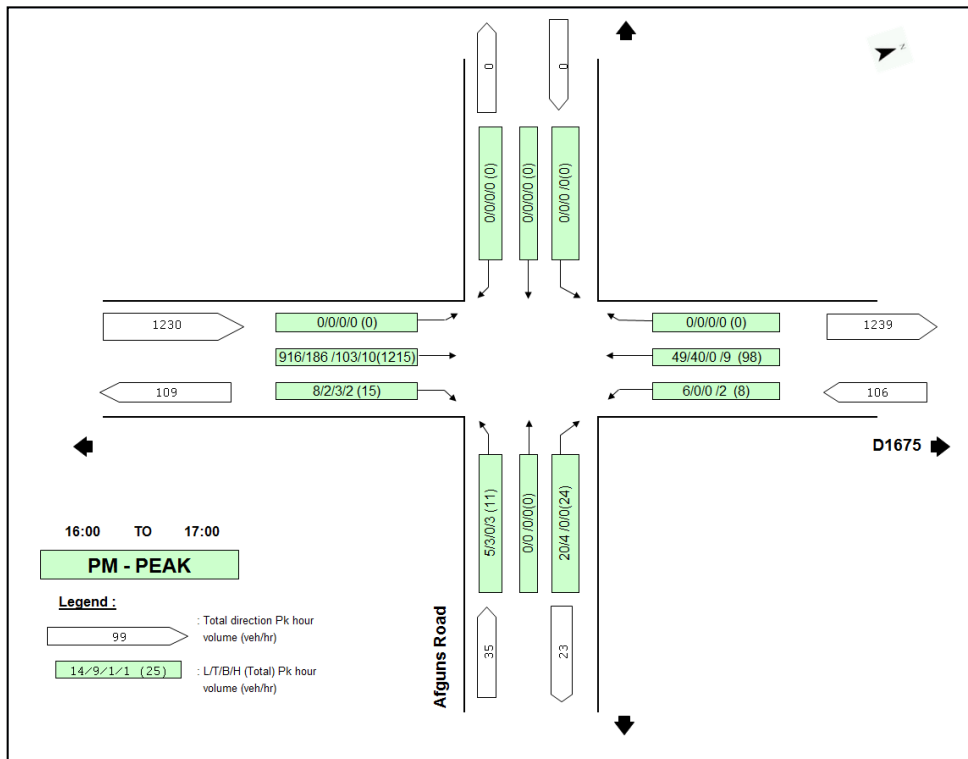 0
0
N
0/0/0/0 (0)
0/0/0/0 (0)
0/0/0 /0(0)
1230
0/0/0/0 (0)
0/0/0/0 (0)
1239
916/186 /103/10(1215)
49/40/0 /9 (98)
109
8/2/3/2 (15)
6/0/0 /2 (8)
106
D1675
5/3/0/3 (11)
0/0 /0/0(0)
20/4 /0/0(24)
16:00 TO 17:00
PM - PEAK
Legend :
99
: Total direction Pk hour
volume (veh/hr)
14/9/1/1 (25)
: L/T/B/H (Total) Pk hour
volume (veh/hr)
Afguns Road
35
23